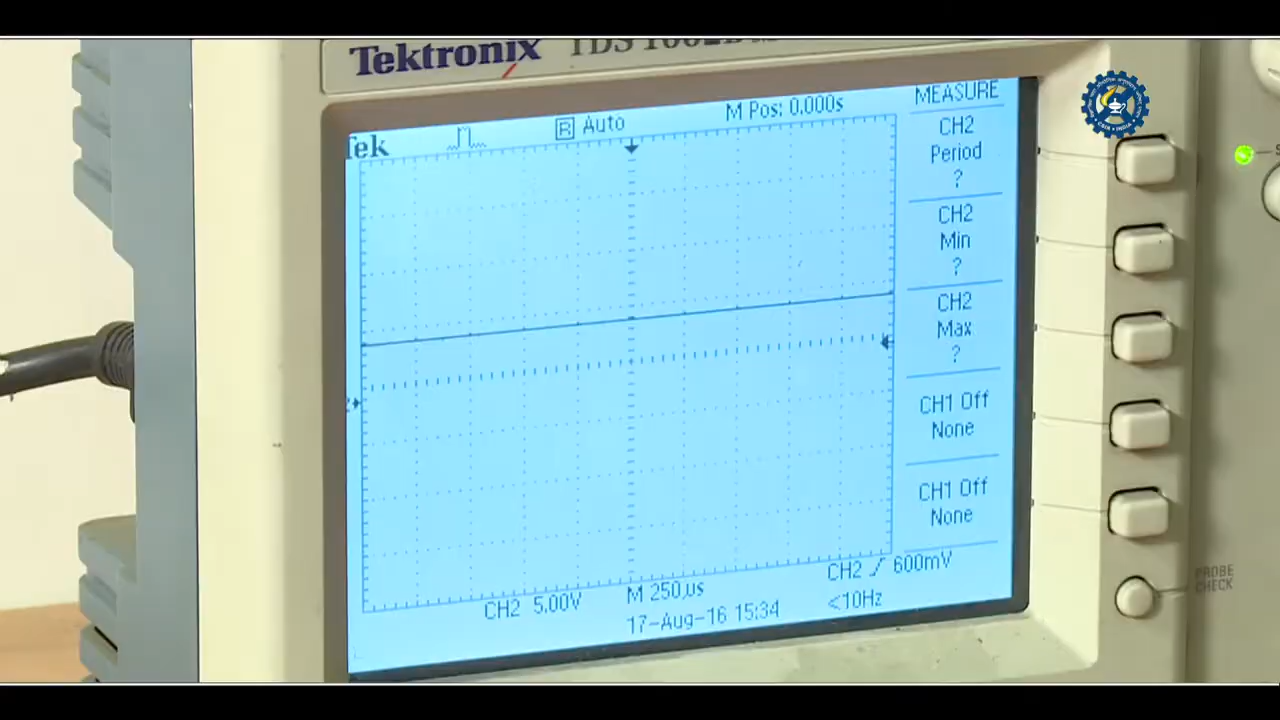 Tektronix
Tek
R Auto
M Pos: 0.000s
MEASURE
CH2
Period
?
CH2
Min
?
CH2
Max
?
CH1 Off
None
CH1 Off
None
CH2 5.00V
M 250µs
CH2 600mV
17-Aug-16 15:34
<10Hz
PROBE
CHECK